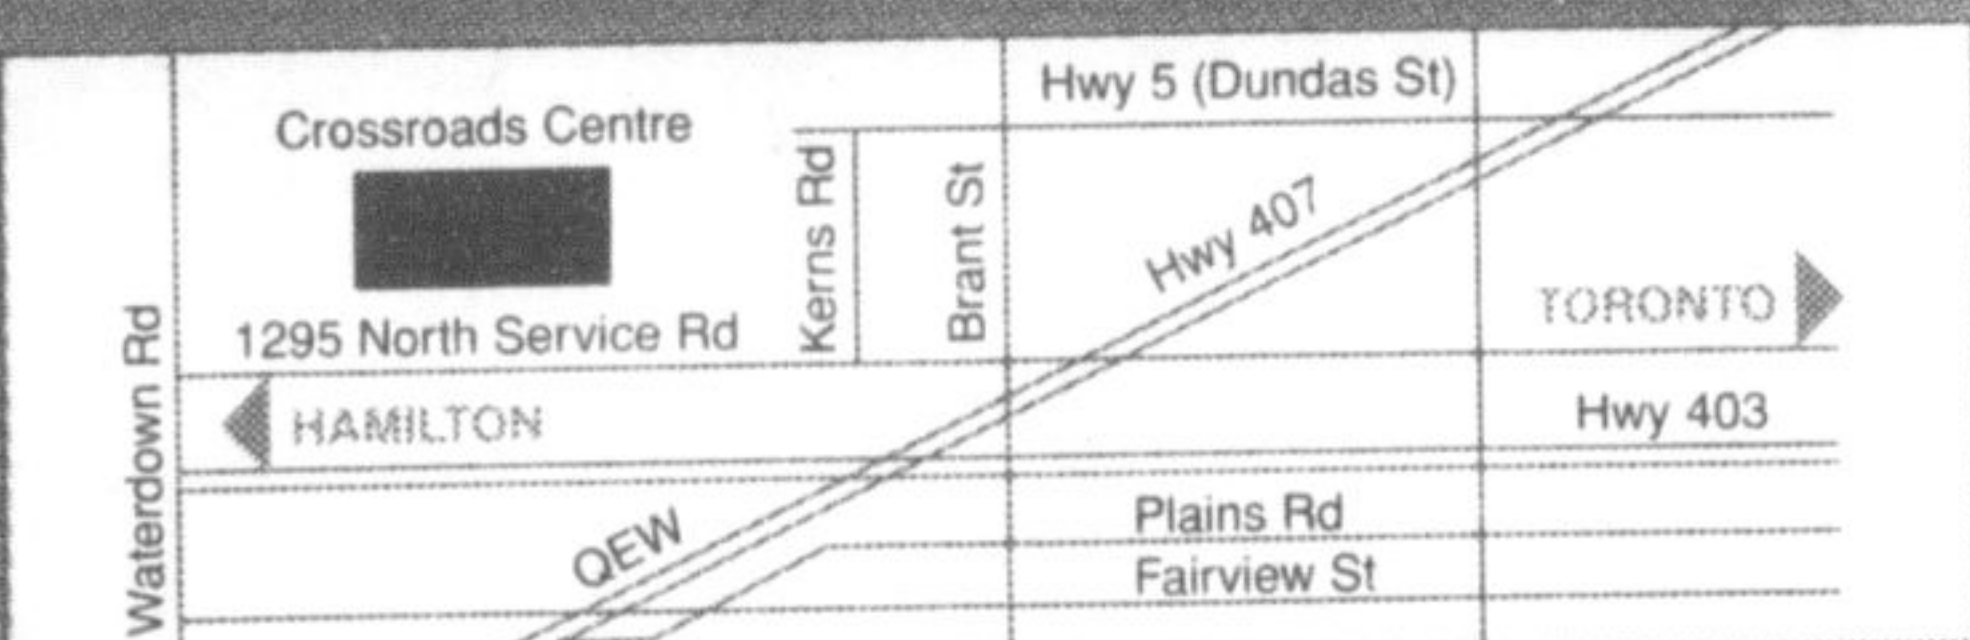 Hwy 5 (Dundas St)
Crossroads Centre
Kerns Rd
Brant St
Hwy 407
TORONTO
1295 North Service Rd
Waterdown Rd
HAMILTON
Hwy 403
QEW
Plains Rd
Fairview St